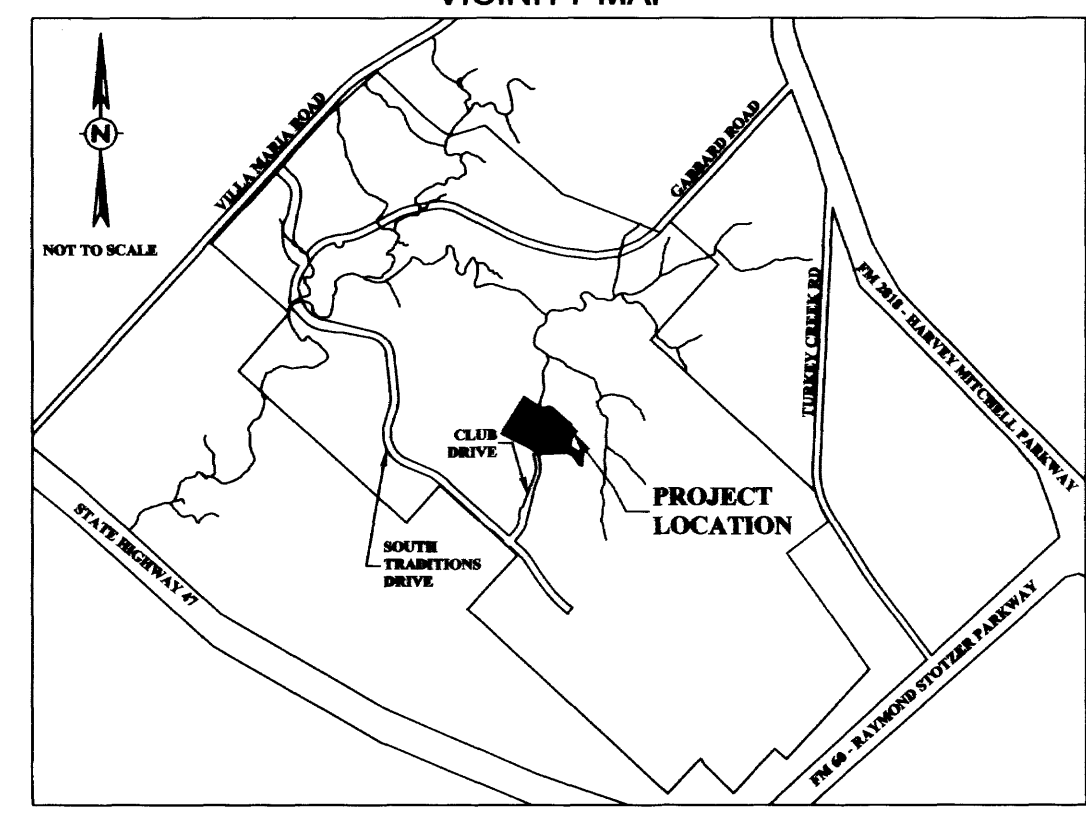 VICINITY MAP
N
NOT TO SCALE
VILLA MARIA ROAD
GABBARD ROAD
TURKEY CREEK RD
FM 2818 - HARVEY MITCHELL PARKWAY
CLUB
DRIVE
PROJECT
LOCATION
SOUTH
TRADITIONS
DRIVE
STATE HIGHWAY 47
FM 60 - RAYMOND STOTZER PARKWAY